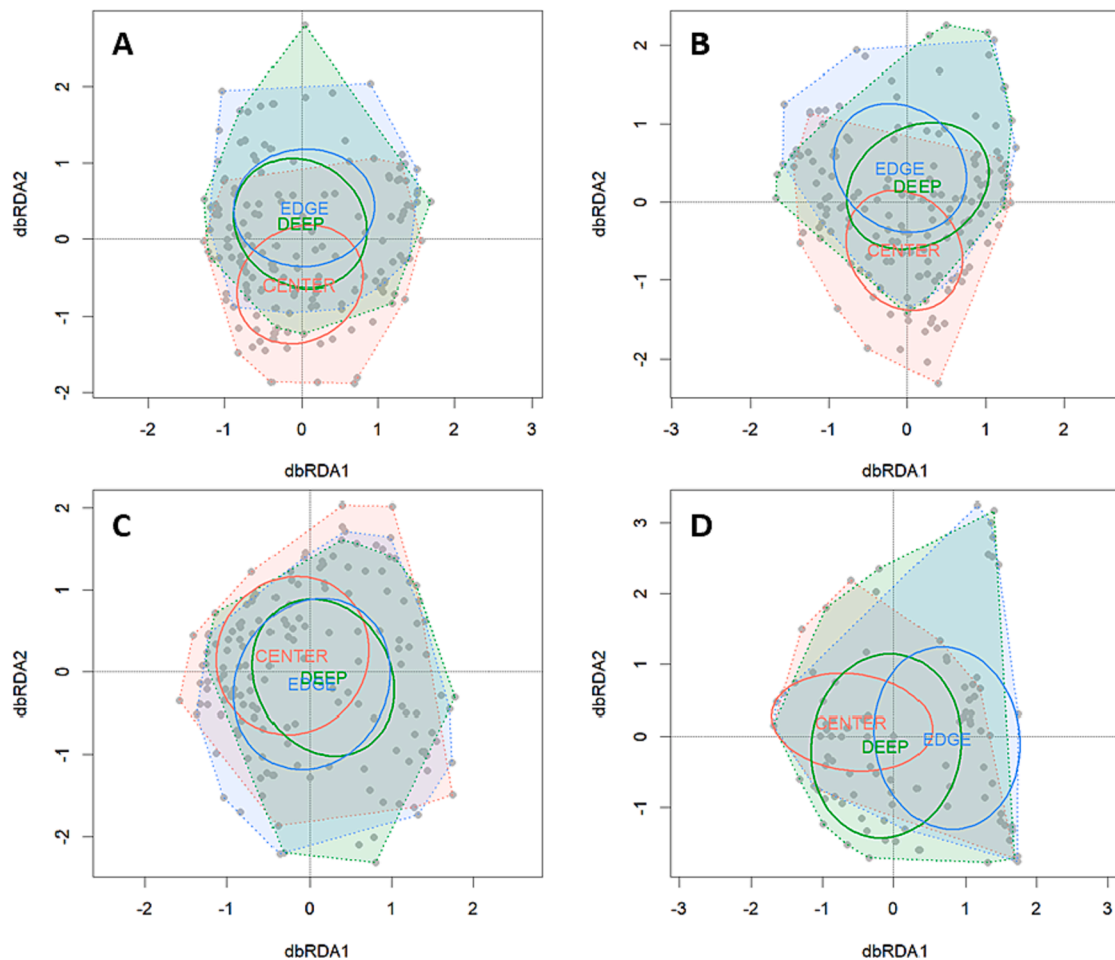 A
dbRDA2
2
1
0
-1
-2
EDGE
DEEP
CENTER
-2 -1 0 1 2 3
dbRDA1
B
dbRDA2
2
1
0
-1
-2
EDGE
DEEP
CENTER
-3 -2 -1 0 1 2
dbRDA1
C
dbRDA2
2
1
0
-1
-2
CENTER
DEEP
EDGE
-2 -1 0 1 2
dbRDA1
D
dbRDA2
3
2
1
0
-1
CENTER
EDGE
DEEP
-3 -2 -1 0 1 2 3
dbRDA1